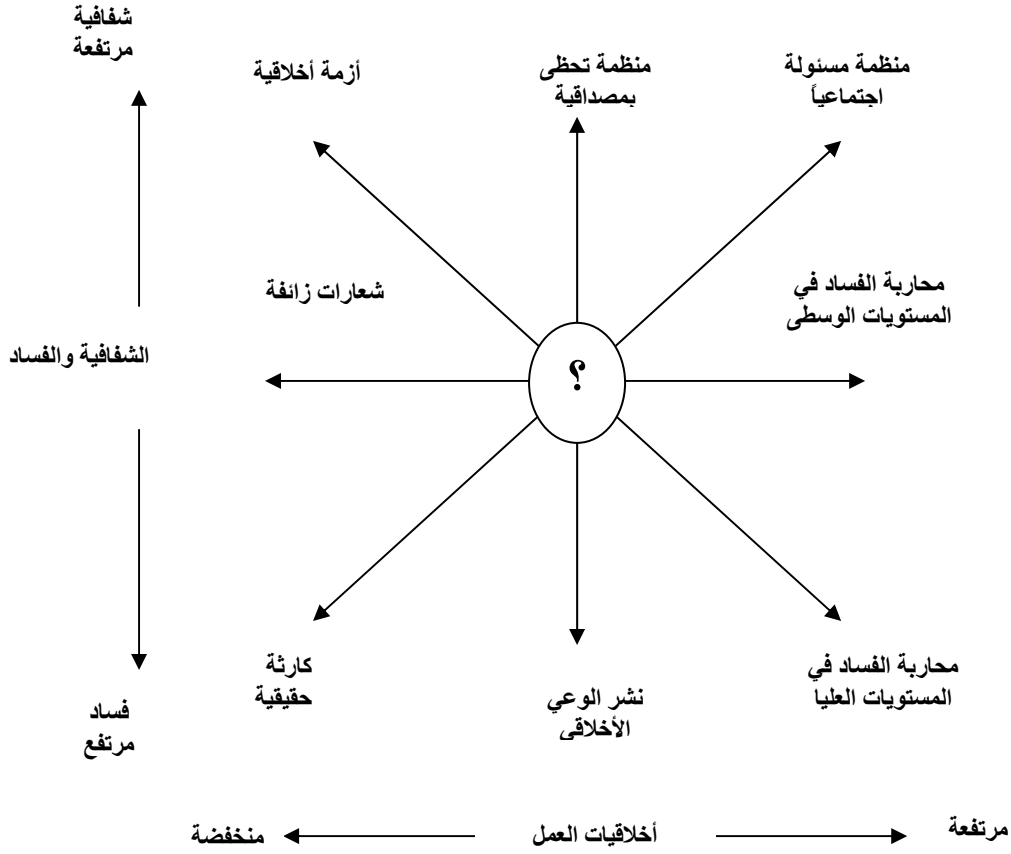 شفافية
مرتفعة
منظمة مسئولة
اجتماعياً
منظمة تحظى
بمصداقية
أزمة أخلاقية
محاربة الفساد في
المستويات الوسطى
شعارات زائفة
؟
الشفافية والفساد
محاربة الفساد في
المستويات العليا
نشر الوعي
الأخلاقي
كارثة
حقيقية
فساد
مرتفع
مرتفعة
أخلاقيات العمل
منخفضة